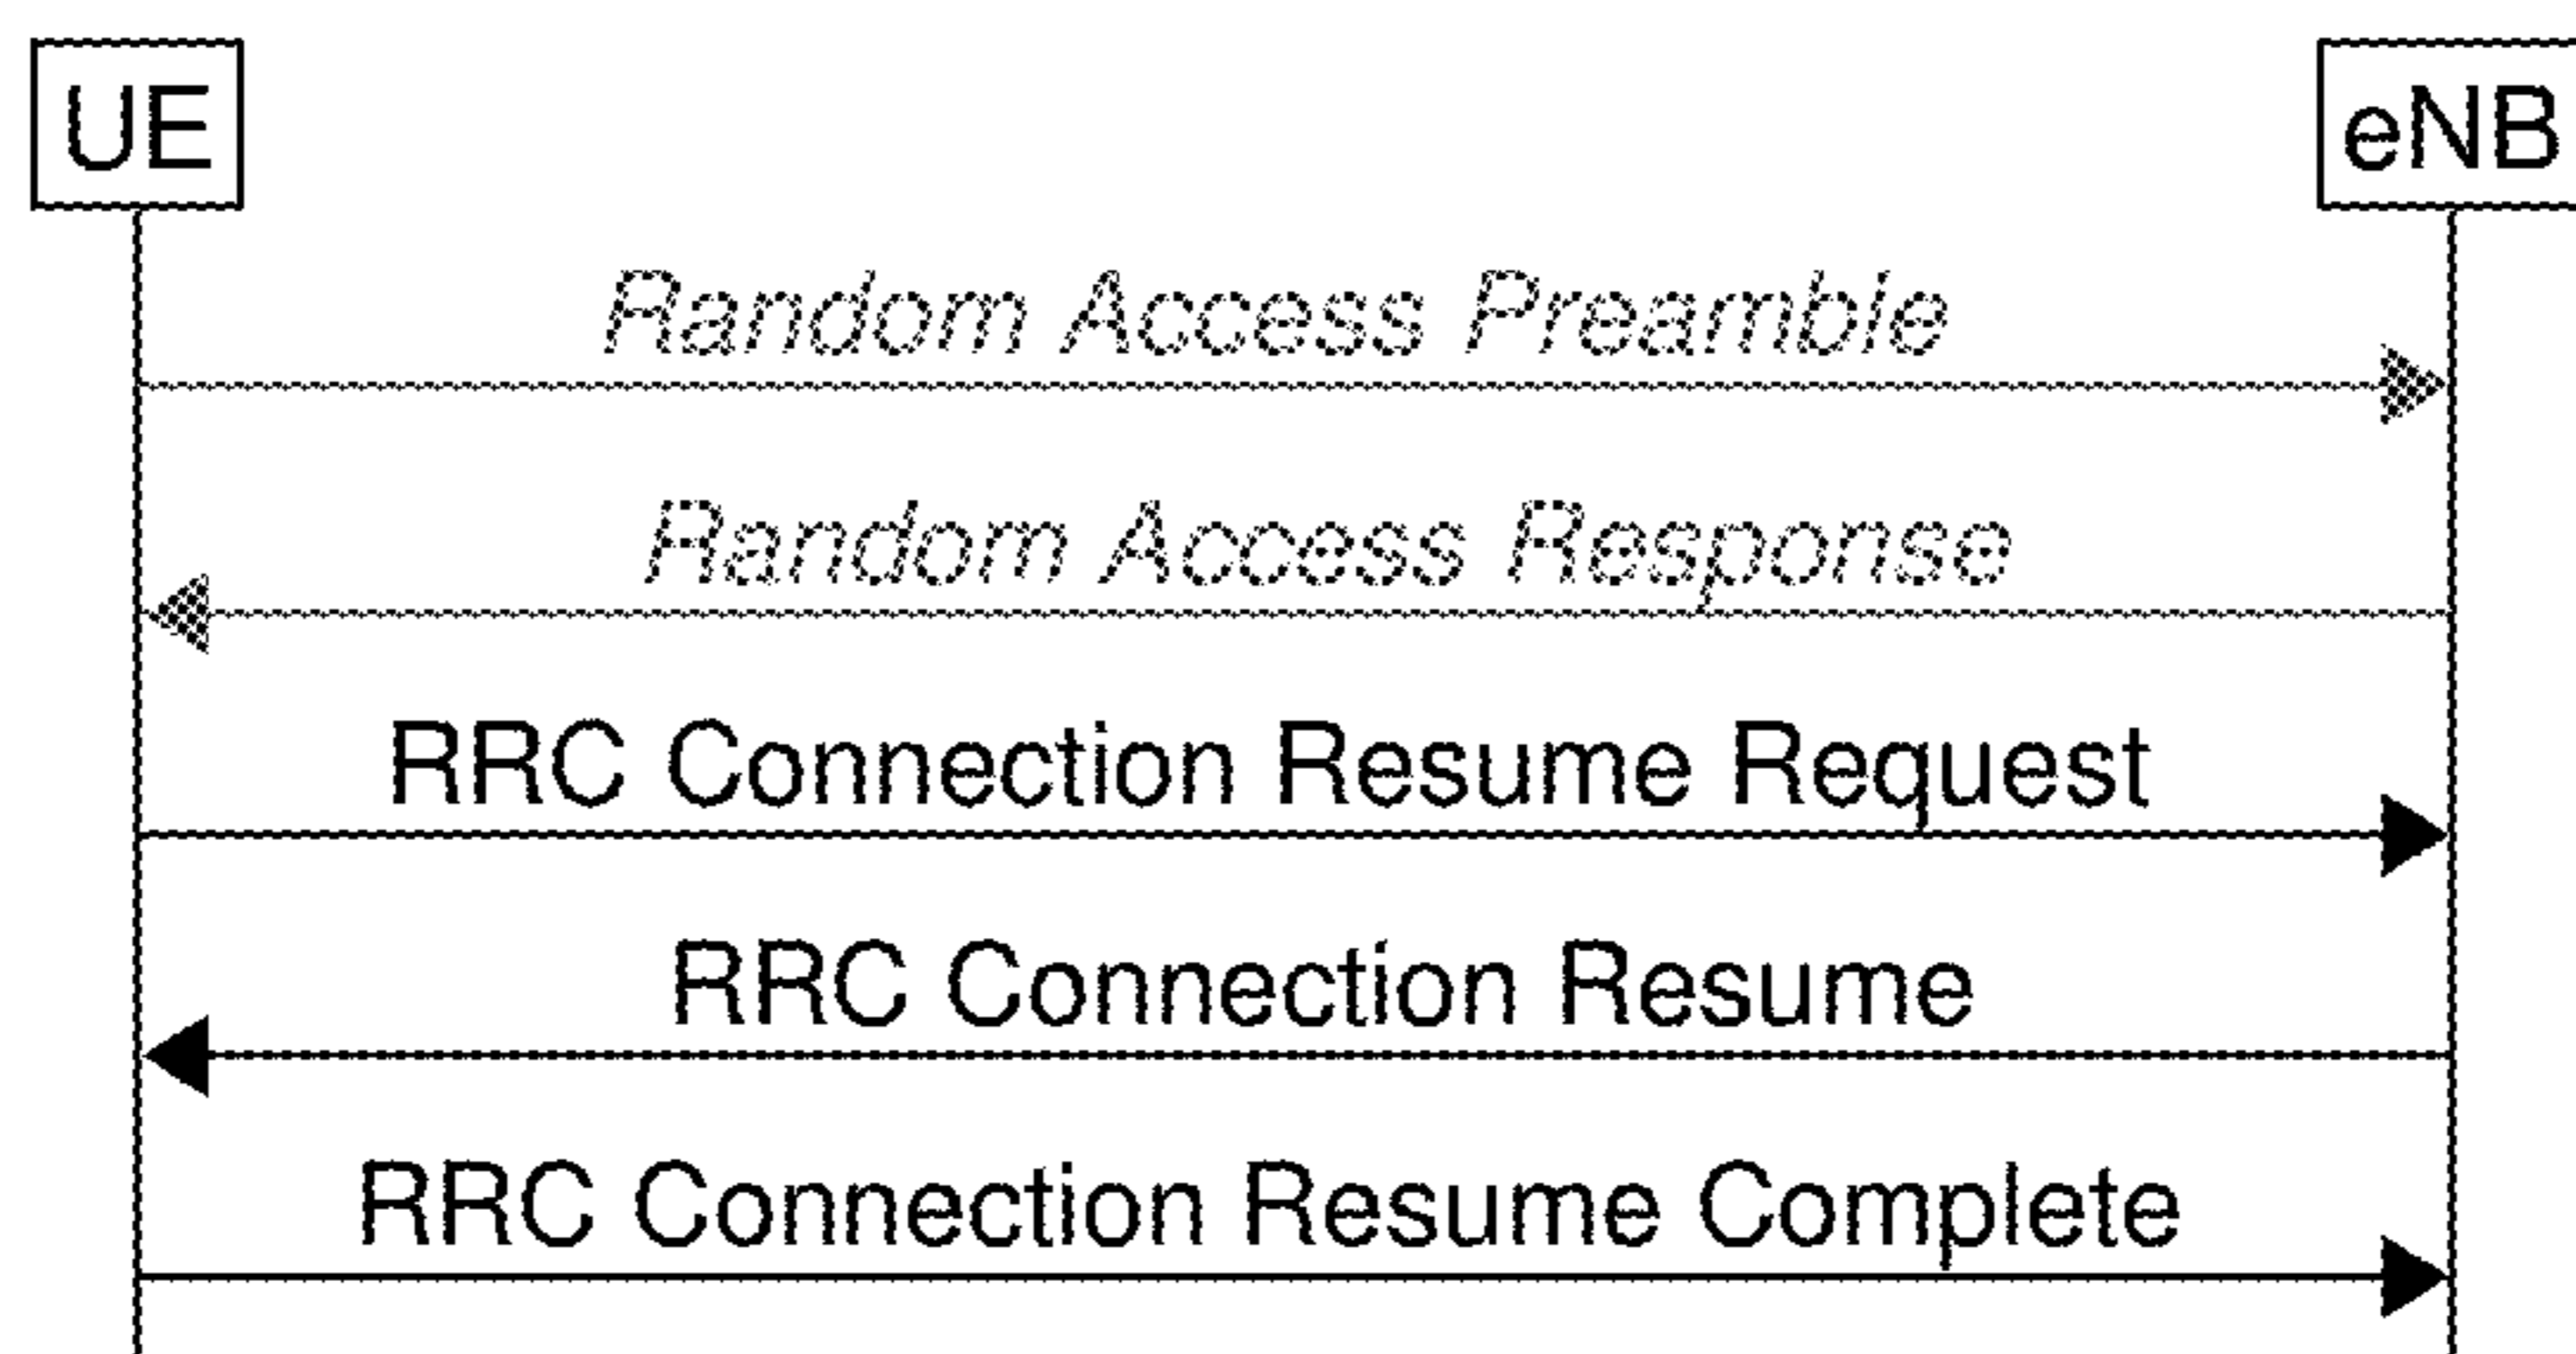 UE
eNB
Random Access Preamble
Random Access Response
RRC Connection Resume Request
RRC Connection Resume
RRC Connection Resume Complete